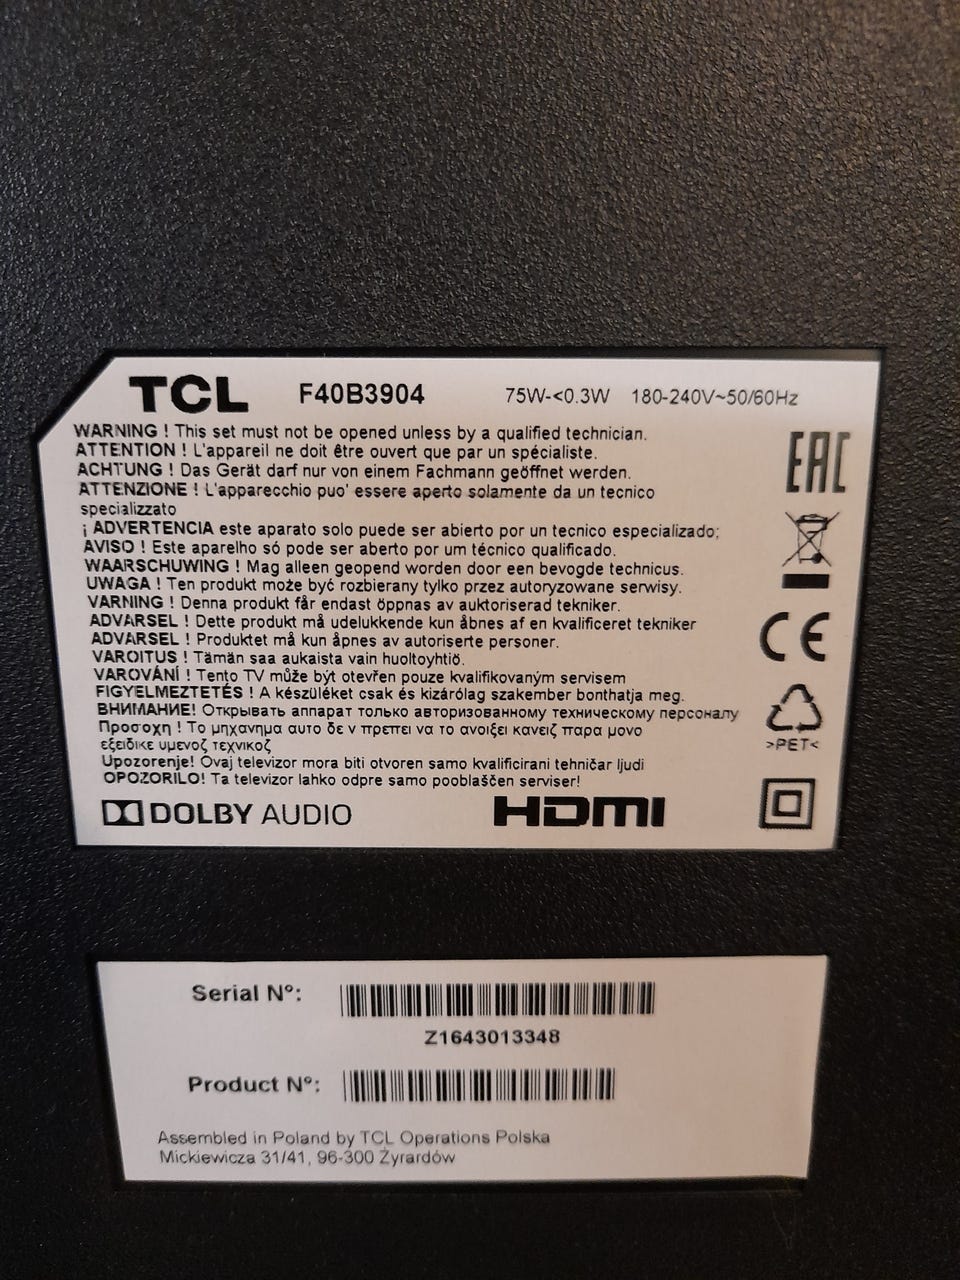 TCL F40B3904 75W-<0.3W 180-240V~50/60Hz
WARNING ! This set must not be opened unless by a qualified technician.
ATTENTION ! L'appareil ne doit être ouvert que par un spécialiste.
ACHTUNG ! Das Gerät darf nur von einem Fachmann geöffnet werden.
ATTENZIONE ! L'apparecchio puo' essere aperto solamente da un tecnico
specializzato
¡ ADVERTENCIA este aparato solo puede ser abierto por un tecnico especializado;
AVISO ! Este aparelho só pode ser aberto por um técnico qualificado.
WAARSCHUWING ! Mag alleen geopend worden door een bevogde technicus.
UWAGA ! Ten produkt może być rozbierany tylko przez autoryzowane serwisy.
VARNING ! Denna produkt får endast öppnas av auktoriserad tekniker.
ADVARSEL ! Dette produkt må udelukkende kun åbnes af en kvalificeret tekniker
ADVARSEL ! Produktet må kun åpnes av autoriserte personer.
VAROITUS ! Tämän saa aukaista vain huoltoyhtiö.
VAROVÁNÍ ! Tento TV může být otevřen pouze kvalifikovaným servisem
FIGYELMEZTETÉS ! A készüléket csak és kizárólag szakember bonthatja meg.
ВНИМАНИЕ! Открывать аппарат только авторизованному техническому персоналу
Προσοχη ! Το μηχανημα αυτο δε ν πρεπει να το ανοιξει κανειζ παρα μονο
εξειδικε υμενοζ τεχνικοζ
Upozorenje! Ovaj televizor mora biti otvoren samo kvalificirani tehničar ljudi
OPOZORILO! Ta televizor lahko odpre samo pooblaščen serviser!
DOLBY AUDIO HDMI
EAC
CE
>PET<
Serial N°:
Z1643013348
Product N°:
Assembled in Poland by TCL Operations Polska
Mickiewicza 31/41, 96-300 Żyrardów